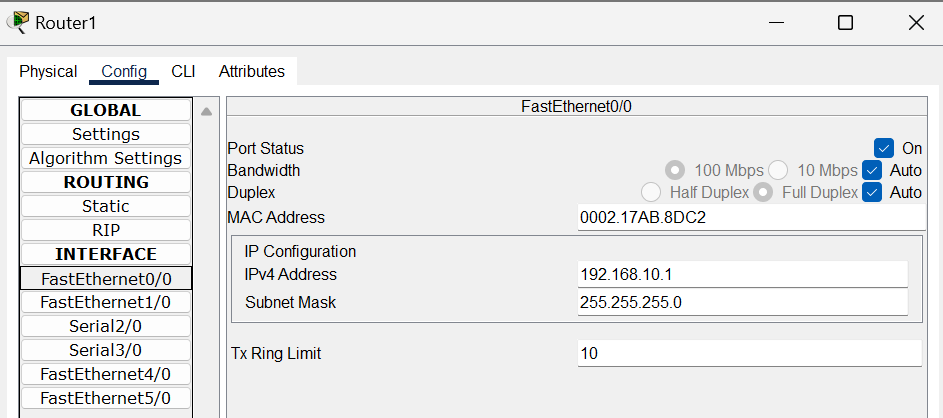 Router1
Physical Config CLI Attributes
GLOBAL
Settings
Algorithm Settings
ROUTING
Static
RIP
INTERFACE
FastEthernet0/0
FastEthernet1/0
Serial2/0
Serial3/0
FastEthernet4/0
FastEthernet5/0
FastEthernet0/0
Port Status On
Bandwidth 100 Mbps 10 Mbps Auto
Duplex Half Duplex Full Duplex Auto
MAC Address 0002.17AB.8DC2
IP Configuration
IPv4 Address 192.168.10.1
Subnet Mask 255.255.255.0
Tx Ring Limit 10